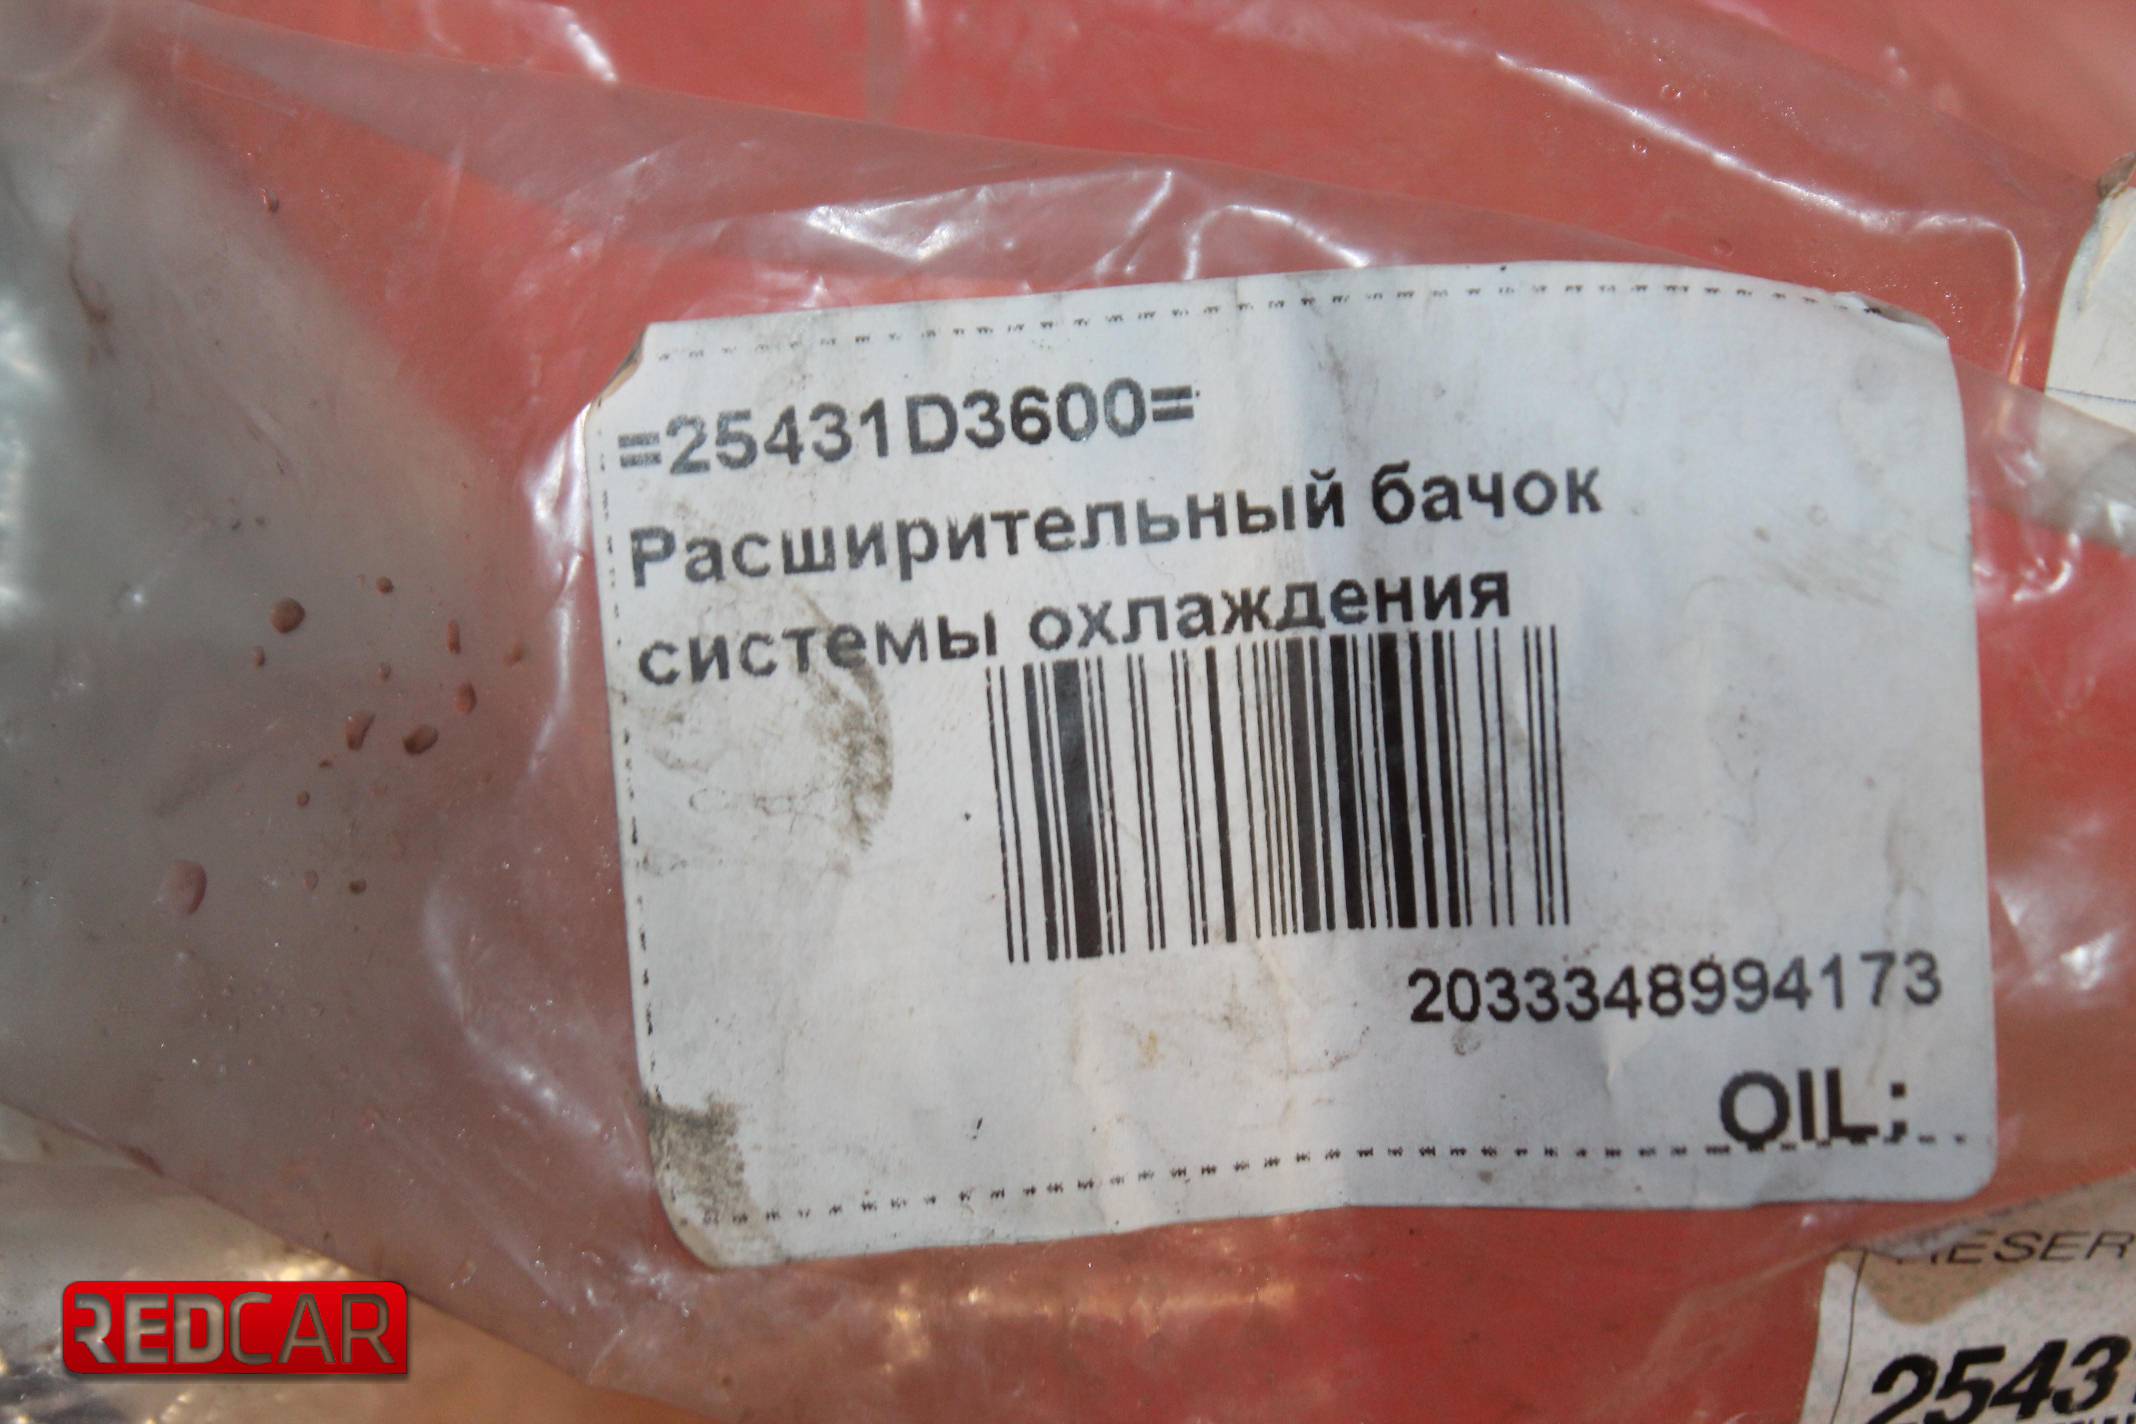 =25431D3600=
Расширительный бачок
системы охлаждения
2033348994173
OIL;
REDCAR